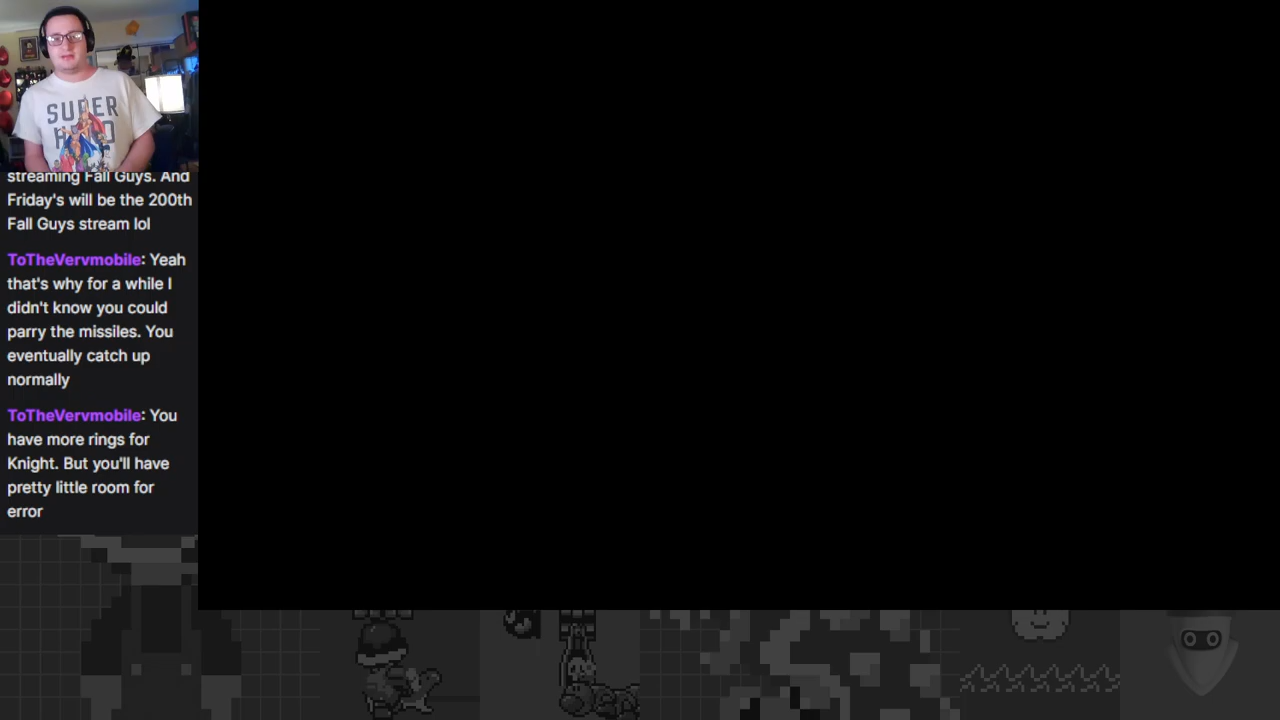 SUPER
HERO
streaming Fall Guys. And
Friday's will be the 200th
Fall Guys stream lol
ToTheVervmobile: Yeah
that's why for a while I
didn't know you could
parry the missiles. You
eventually catch up
normally
ToTheVervmobile: You
have more rings for
Knight. But you'll have
pretty little room for
error